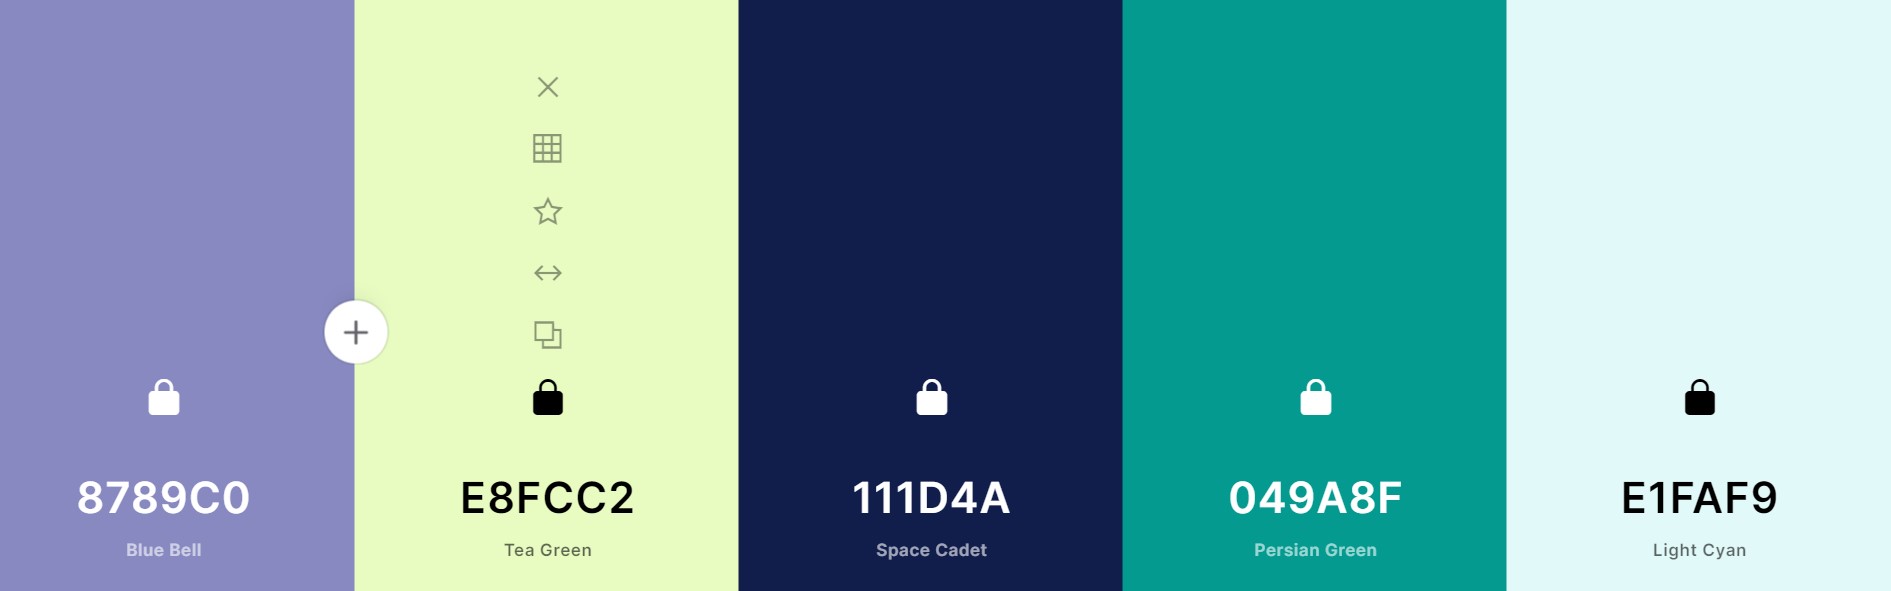 8789C0
Blue Bell
E8FCC2
Tea Green
111D4A
Space Cadet
049A8F
Persian Green
E1FAF9
Light Cyan